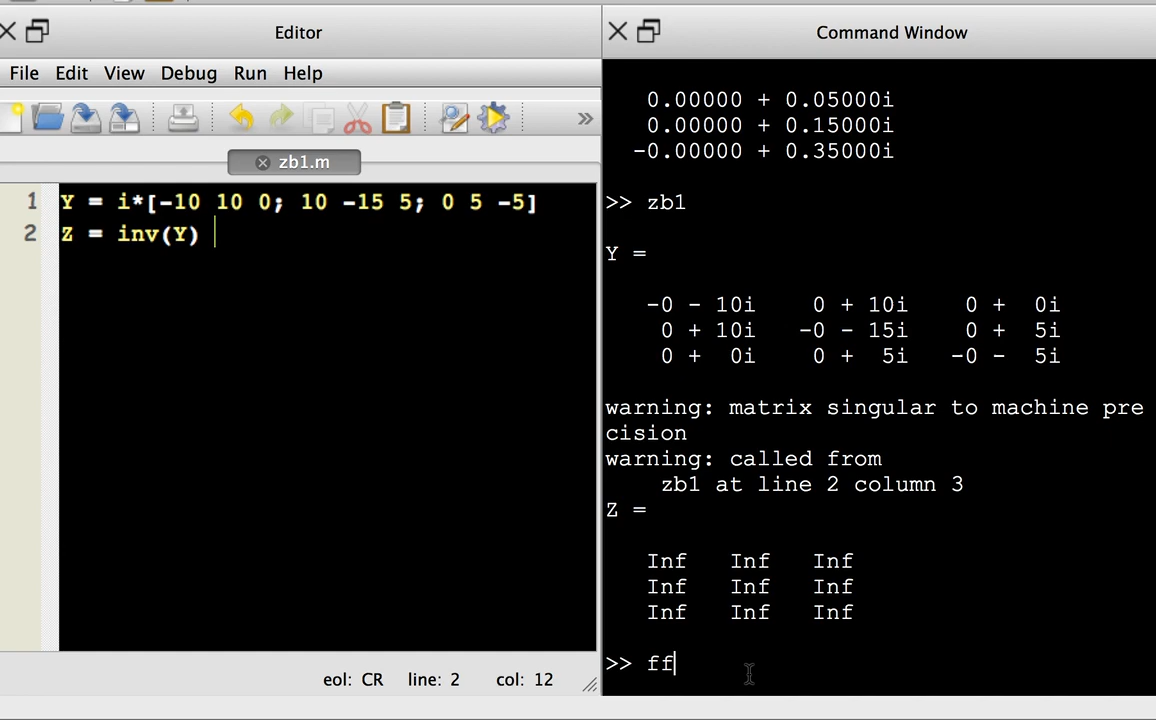 Editor
File Edit View Debug Run Help
»
zb1.m
1 Y = i*[-10 10 0; 10 -15 5; 0 5 -5]
2 Z = inv(Y)
eol: CR line: 2 col: 12
Command Window
0.00000 + 0.05000i
0.00000 + 0.15000i
-0.00000 + 0.35000i
>> zb1
Y =
-0 - 10i 0 + 10i 0 + 0i
0 + 10i -0 - 15i 0 + 5i
0 + 0i 0 + 5i -0 - 5i
warning: matrix singular to machine pre
cision
warning: called from
zb1 at line 2 column 3
Z =
Inf Inf Inf
Inf Inf Inf
Inf Inf Inf
>> ff